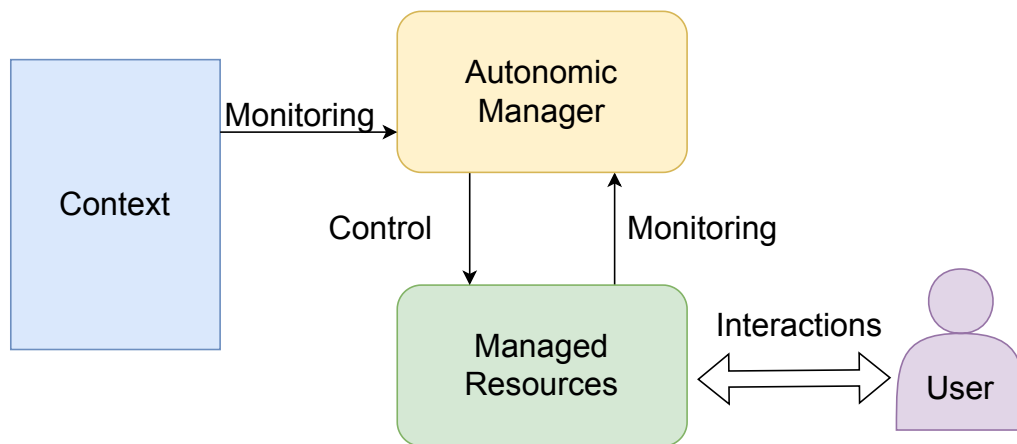 Autonomic
Manager
Monitoring
Context
Control
Monitoring
Managed
Resources
Interactions
User